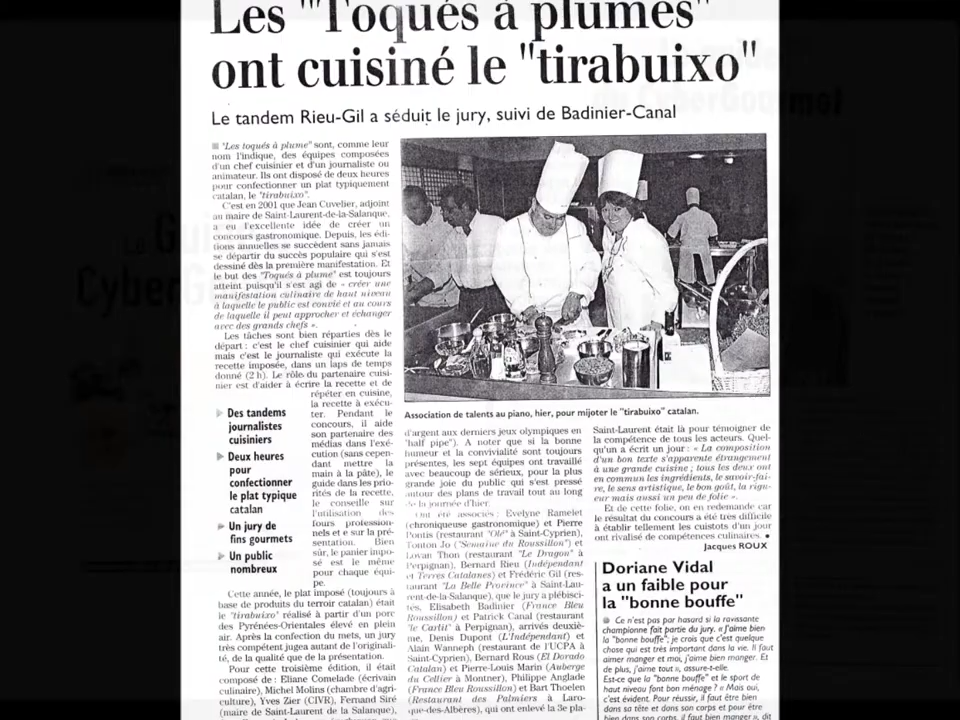 Les "Toqués à plumes"
ont cuisiné le "tirabuixo"
Le tandem Rieu-Gil a séduit le jury, suivi de Badinier-Canal
"Les toqués à plume" sont, comme leur
nom l'indique, des équipes composées
d'un chef cuisinier et d'un journaliste ou
animateur. Ils ont disposé de deux heures
pour confectionner un plat typiquement
catalan, le "tirabuixo".
C'est en 2001 que Jean Cuvelier, adjoint
au maire de Saint-Laurent-de-la-Salanque,
a eu l'excellente idée de créer un
concours gastronomique. Depuis, les édi-
tions annuelles se succèdent sans jamais
se départir du succès populaire qui s'est
dessiné dès la première manifestation. Et
le but des "Toqués à plume" est toujours
atteint puisqu'il s'est agi de « créer une
manifestation culinaire de haut niveau
à laquelle le public est convié et au cours
de laquelle il peut approcher et échanger
avec des grands chefs ».
Les tâches sont bien réparties dès le
départ : c'est le chef cuisinier qui aide
mais c'est le journaliste qui exécute la
recette imposée, dans un laps de temps
donné (2 h). Le rôle du partenaire cuisi-
nier est d'aider à écrire la recette et de
répéter en cuisine,
la recette à exécu-
ter. Pendant le
concours, il aide
son partenaire des
médias dans l'exé-
cution (sans cepen-
dant mettre la
main à la pâte), le
guide dans les prio-
rités de la recette,
le conseille sur
l'utilisation des
fours profession-
nels et e sur la pré-
sentation. Bien
sûr, le panier impo-
sé est le même
pour chaque équi-
pe.
Des tandems
journalistes
cuisiniers
Deux heures
pour
confectionner
le plat typique
catalan
Un jury de
fins gourmets
Un public
nombreux
Cette année, le plat imposé (toujours à
base de produits du terroir catalan) était
le "tirabuixo" réalisé à partir d'un porc
des Pyrénées-Orientales élevé en plein
air. Après la confection du mets, un jury
très compétent jugea autant de l'originali-
té, de la qualité que de la présentation.
Pour cette troisième édition, il était
composé de : Eliane Comelade (écrivain
culinaire), Michel Molins (chambre d'agri-
culture), Yves Zier (CIVR), Fernand Siré
(maire de Saint-Laurent de la Salanque),
Association de talents au piano, hier, pour mijoter le "tirabuixo" catalan.
d'argent aux derniers jeux olympiques en
"half pipe"). A noter que si la bonne
humeur et la convivialité sont toujours
présentes, les sept équipes ont travaillé
avec beaucoup de sérieux, pour la plus
grande joie du public qui s'est pressé
autour des plans de travail tout au long
de la journée d'hier.
Ont été associés : Evelyne Ramelet
(chroniqueuse gastronomique) et Pierre
Pontis (restaurant "Olé" à Saint-Cyprien),
Tonton Jo ("Semaine du Roussillon") et
Lovan Thon (restaurant "Le Dragon" à
Perpignan), Bernard Rieu (Indépendant
et Terres Catalanes) et Frédéric Gil (res-
taurant "La Belle Province" à Saint-Lau-
rent-de-la-Salanque), que le jury a plébisci-
tés, Elisabeth Badinier (France Bleu
Roussillon) et Patrick Canal (restaurant
"le Carlit" à Perpignan), arrivés deuxiè-
me, Denis Dupont (L'Indépendant) et
Alain Wanneph (restaurant de l'UCPA à
Saint-Cyprien), Bernard Rous (El Dorado
Catalan) et Pierre-Louis Marin (Auberge
du Cellier à Montner), Philippe Anglade
(France Bleu Roussillon) et Bart Thoelen
(Restaurant des Palmiers à Laro-
que-des-Albères), qui ont enlevé la 3e pla-
Saint-Laurent était là pour témoigner de
la compétence de tous les acteurs. Quel-
qu'un a écrit un jour : « La composition
d'un bon texte s'apparente étrangement
à une grande cuisine ; tous les deux ont
en commun les ingrédients, le savoir-fai-
re, le sens artistique, le bon goût, la rigu-
eur mais aussi un peu de folie ».
Et de cette folie, on en redemande car
le résultat du concours a été très difficile
à établir tellement les cuistots d'un jour
ont rivalisé de compétences culinaires.
Jacques ROUX
Doriane Vidal
a un faible pour
la "bonne bouffe"
Ce n'est pas par hasard si la ravissante
championne fait partie du jury. « J'aime bien
la "bonne bouffe"; je crois que c'est quelque
chose qui est très important dans la vie. Il faut
aimer manger et moi, j'aime bien manger. Et
de plus, j'aime tout », assure-t-elle.
Est-ce que la "bonne bouffe" et le sport de
haut niveau font bon ménage ? « Mais oui,
c'est évident. Pour réussir, il faut être bien
dans sa tête et dans son corps et pour être
bien dans son corps, il faut bien manger », dit